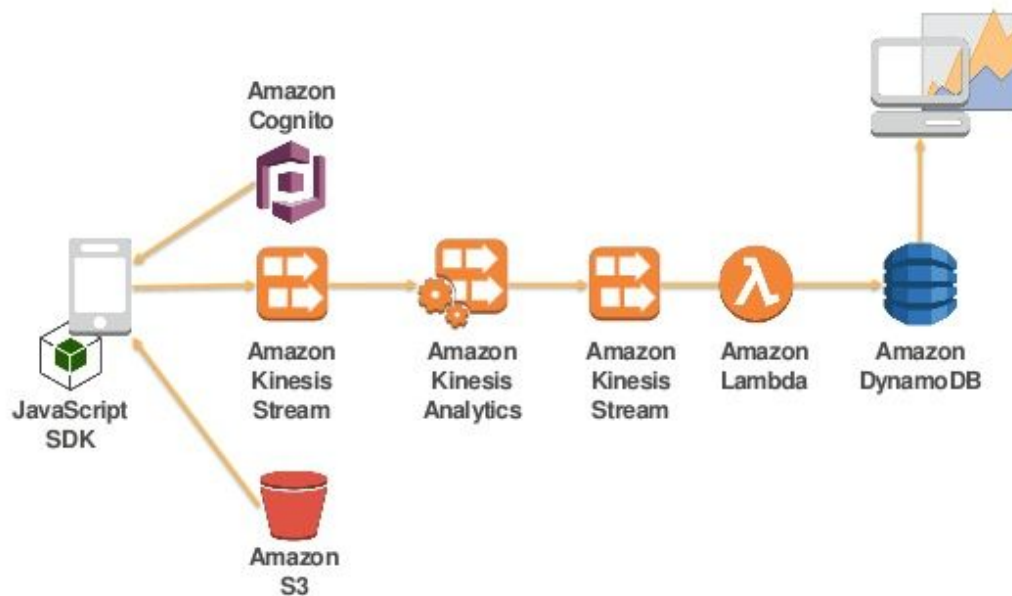 Amazon
Cognito
JavaScript
SDK
Amazon
Kinesis
Stream
Amazon
Kinesis
Analytics
Amazon
Kinesis
Stream
Amazon
Lambda
Amazon
DynamoDB
Amazon
S3